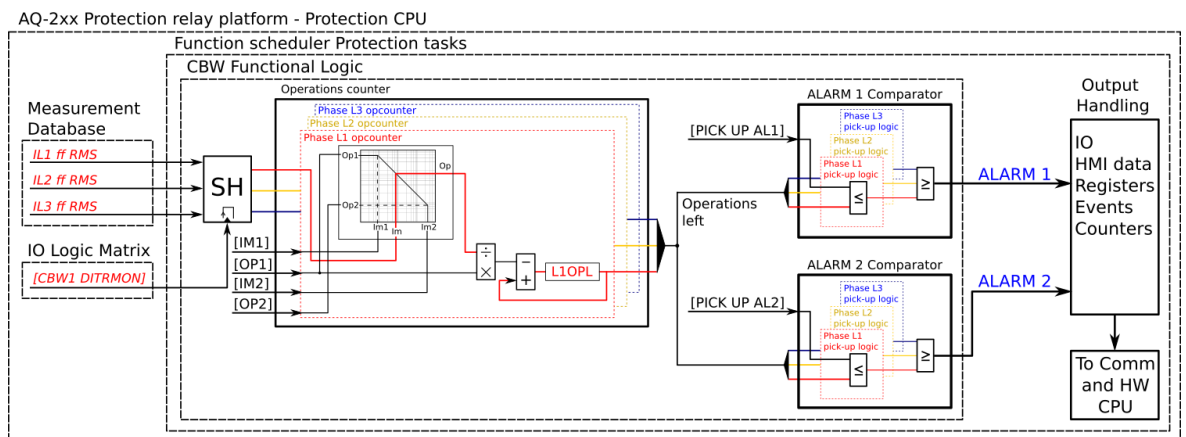 AQ-2xx Protection relay platform - Protection CPU
Function scheduler Protection tasks
CBW Functional Logic
Measurement
Database
IL1 ff RMS
IL2 ff RMS
IL3 ff RMS
IO Logic Matrix
[CBW1 DITRMON]
SH
[IM1]
[OP1]
[IM2]
[OP2]
Operations counter
Phase L3 opcounter
Phase L2 opcounter
Phase L1 opcounter
Op1
Op
Op2
Im1
Im
Im2
÷
×
−
+
L1OPL
Operations
left
[PICK UP AL1]
ALARM 1 Comparator
Phase L3
pick-up logic
Phase L2
pick-up logic
Phase L1
pick-up logic
≤
≥
ALARM 1
[PICK UP AL2]
ALARM 2 Comparator
Phase L3
pick-up logic
Phase L2
pick-up logic
Phase L1
pick-up logic
≤
≥
ALARM 2
Output
Handling
IO
HMI data
Registers
Events
Counters
To Comm
and HW
CPU